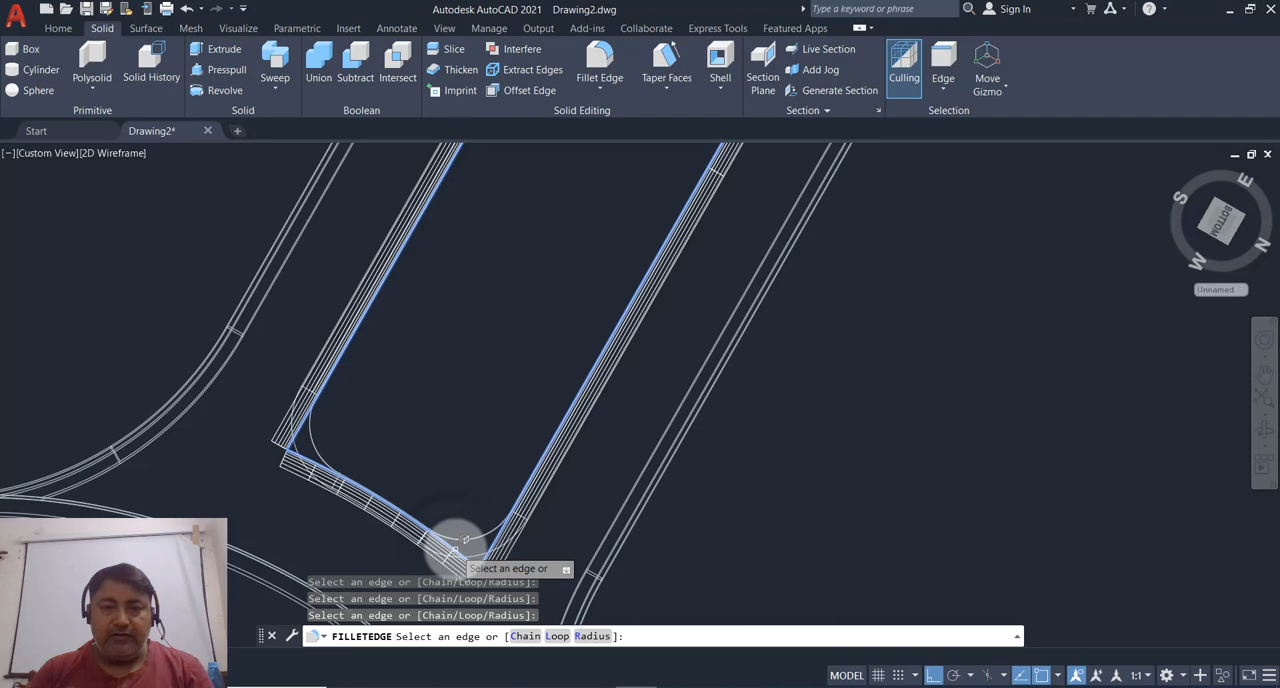 Autodesk AutoCAD 2021 Drawing2.dwg
Type a keyword or phrase
Sign In
Home Solid Surface Mesh Visualize Parametric Insert Annotate View Manage Output Add-ins Collaborate Express Tools Featured Apps
Box
Cylinder
Sphere
Polysolid
Solid History
Primitive
Extrude
Presspull
Revolve
Sweep
Solid
Union
Subtract
Intersect
Boolean
Slice
Thicken
Imprint
Interfere
Extract Edges
Offset Edge
Fillet Edge
Taper Faces
Shell
Solid Editing
Section
Plane
Live Section
Add Jog
Generate Section
Section
Culling
Edge
Move
Gizmo
Selection
Start
Drawing2*
[−][Custom View][2D Wireframe]
S
E
BOTTOM
W
N
Unnamed
Select an edge or
Select an edge or [Chain/Loop/Radius]:
Select an edge or [Chain/Loop/Radius]:
Select an edge or [Chain/Loop/Radius]:
FILLETEDGE Select an edge or [Chain Loop Radius]:
MODEL
1:1